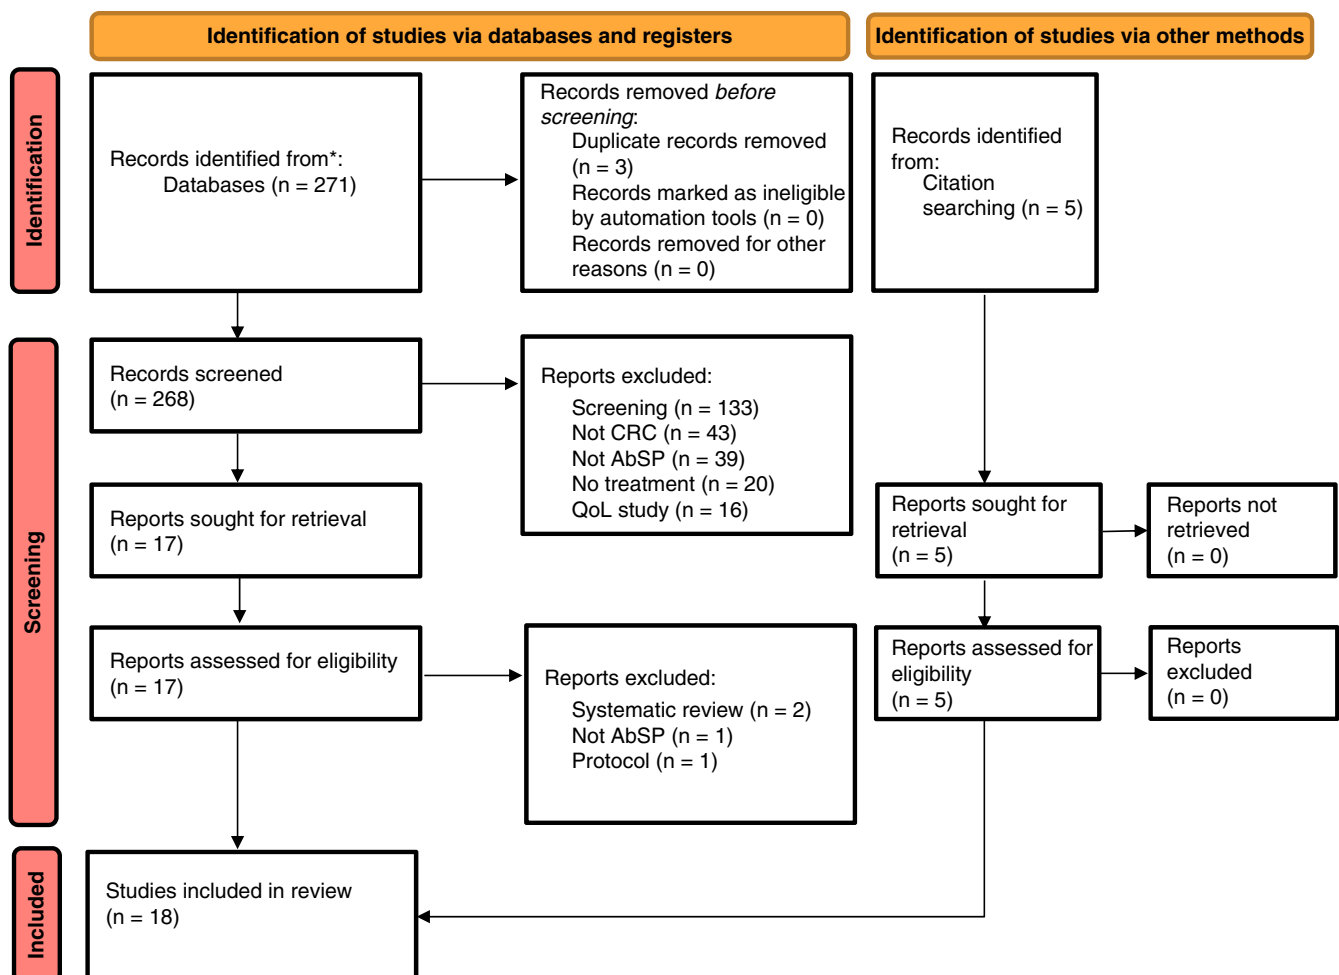 Identification of studies via databases and registers
Identification of studies via other methods
Identification
Records identified from*:
Databases (n = 271)
Records removed before
screening:
Duplicate records removed
(n = 3)
Records marked as ineligible
by automation tools (n = 0)
Records removed for other
reasons (n = 0)
Records identified
from:
Citation
searching (n = 5)
Screening
Records screened
(n = 268)
Reports excluded:
Screening (n = 133)
Not CRC (n = 43)
Not AbSP (n = 39)
No treatment (n = 20)
QoL study (n = 16)
Reports sought for retrieval
(n = 17)
Reports sought for
retrieval
(n = 5)
Reports not
retrieved
(n = 0)
Reports assessed for eligibility
(n = 17)
Reports excluded:
Systematic review (n = 2)
Not AbSP (n = 1)
Protocol (n = 1)
Reports assessed for
eligibility
(n = 5)
Reports
excluded
(n = 0)
Included
Studies included in review
(n = 18)